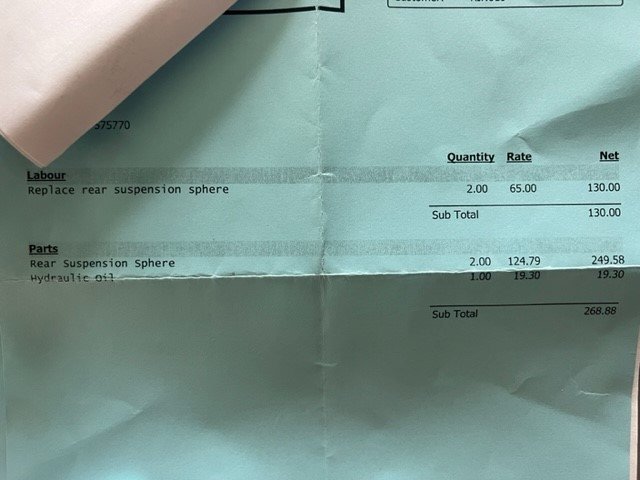 575770
Quantity Rate Net
Labour
Replace rear suspension sphere 2.00 65.00 130.00
Sub Total 130.00
Parts
Rear Suspension Sphere 2.00 124.79 249.58
Hydraulic Oil 1.00 19.30 19.30
Sub Total 268.88